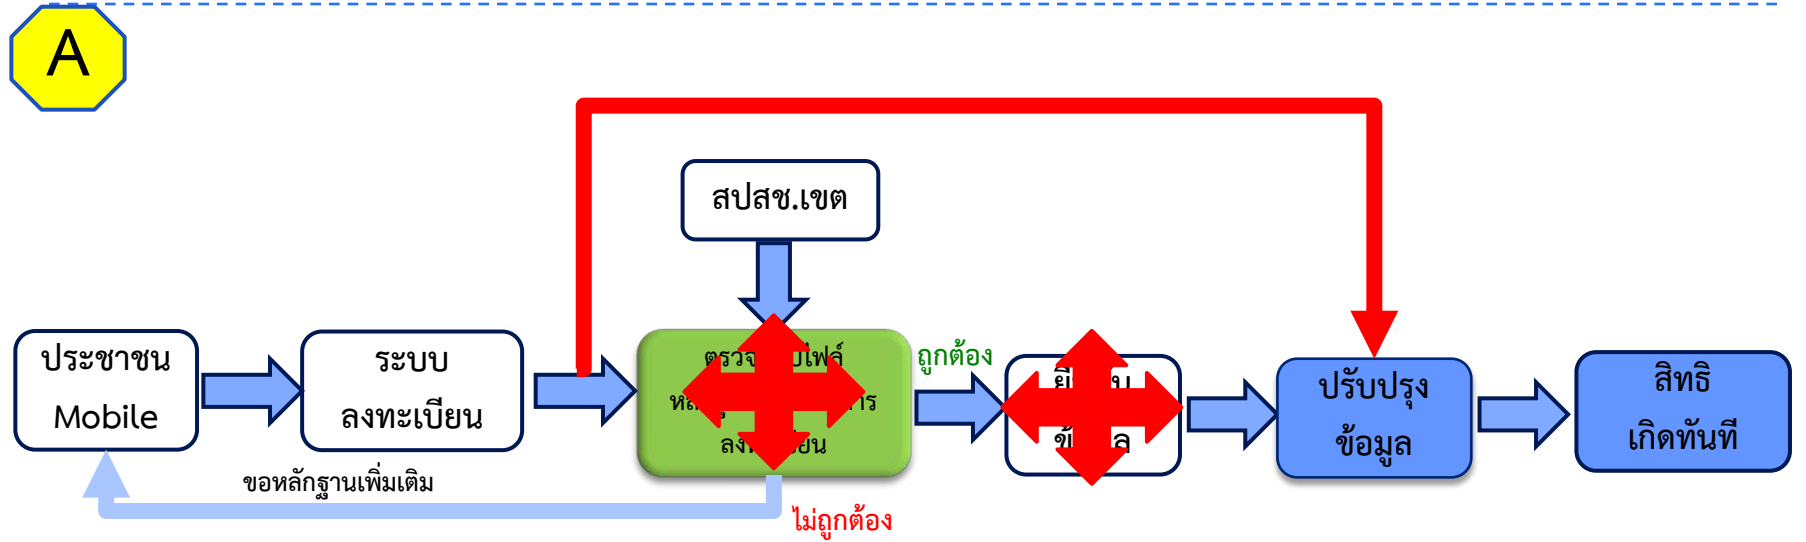 A
สปสช.เขต
ประชาชน
Mobile
ระบบ
ลงทะเบียน
ถูกต้อง
ปรับปรุง
ข้อมูล
สิทธิ
เกิดทันที
ขอหลักฐานเพิ่มเติม
ไม่ถูกต้อง